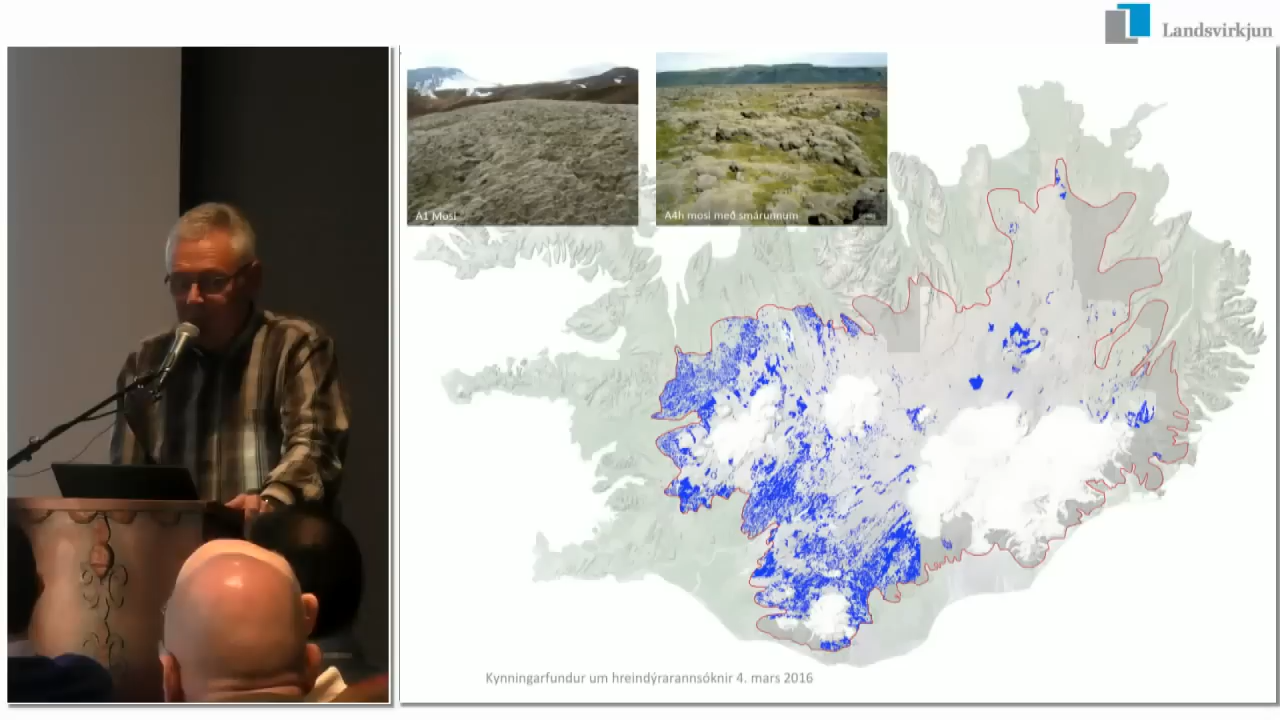 Landsvirkjun
A1 Mosi
A4h mosi með smárunnum
Kynningarfundur um hreindýrarannsóknir 4. mars 2016